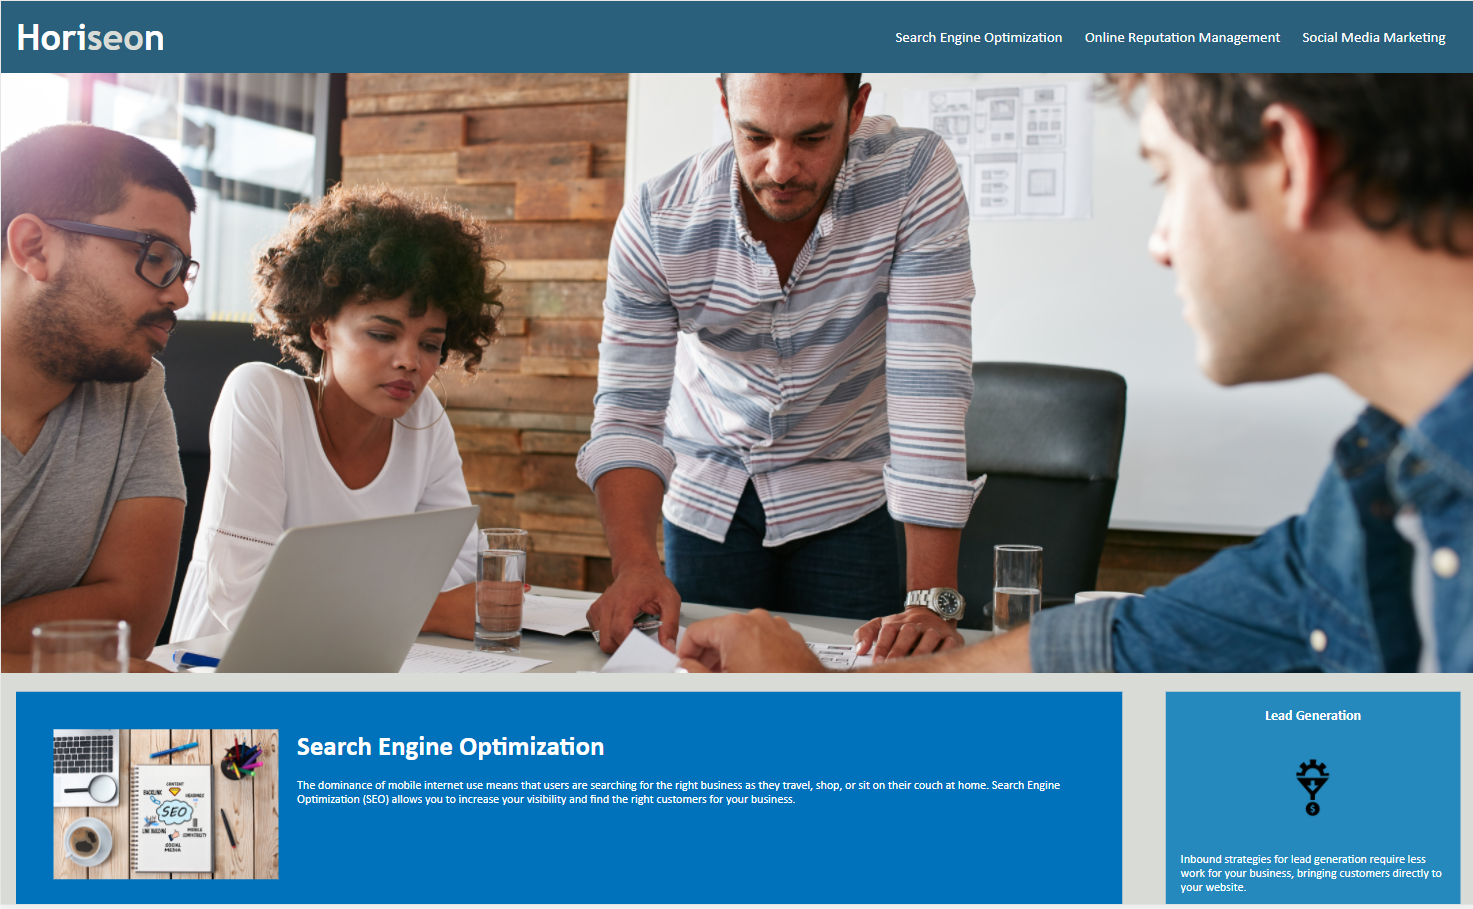 Horiseon
Search Engine Optimization
Online Reputation Management
Social Media Marketing
Search Engine Optimization
The dominance of mobile internet use means that users are searching for the right business as they travel, shop, or sit on their couch at home. Search Engine
Optimization (SEO) allows you to increase your visibility and find the right customers for your business.
CONTENT
BACKLINK
KEYWORDS
SEO
LINK BUILDING
MOBILE
COMPATIBILITY
SOCIAL
MEDIA
Lead Generation
$
Inbound strategies for lead generation require less
work for your business, bringing customers directly to
your website.